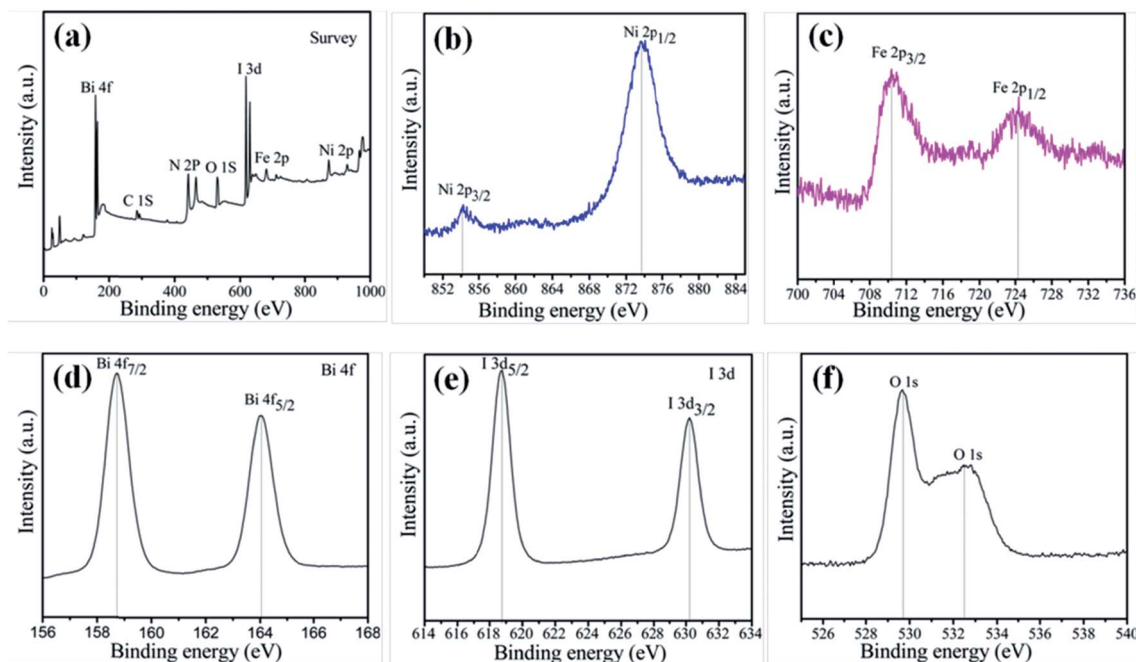 (a)
Survey
Bi 4f
I 3d
C 1S
N 2P
O 1S
Fe 2p
Ni 2p
Intensity (a.u.)
0 200 400 600 800 1000
Binding energy (eV)
(b)
Ni 2p1/2
Ni 2p3/2
Intensity (a.u.)
852 856 860 864 868 872 876 880 884
Binding energy (eV)
(c)
Fe 2p3/2
Fe 2p1/2
Intensity (a.u.)
700 704 708 712 716 720 724 728 732 736
Binding energy (eV)
(d)
Bi 4f7/2
Bi 4f
Bi 4f5/2
Intensity (a.u.)
156 158 160 162 164 166 168
Binding energy (eV)
(e)
I 3d5/2
I 3d
I 3d3/2
Intensity (a.u.)
614 616 618 620 622 624 626 628 630 632 634
Binding energy (eV)
(f)
O 1s
O 1s
Intensity (a.u.)
526 528 530 532 534 536 538 540
Binding energy (eV)